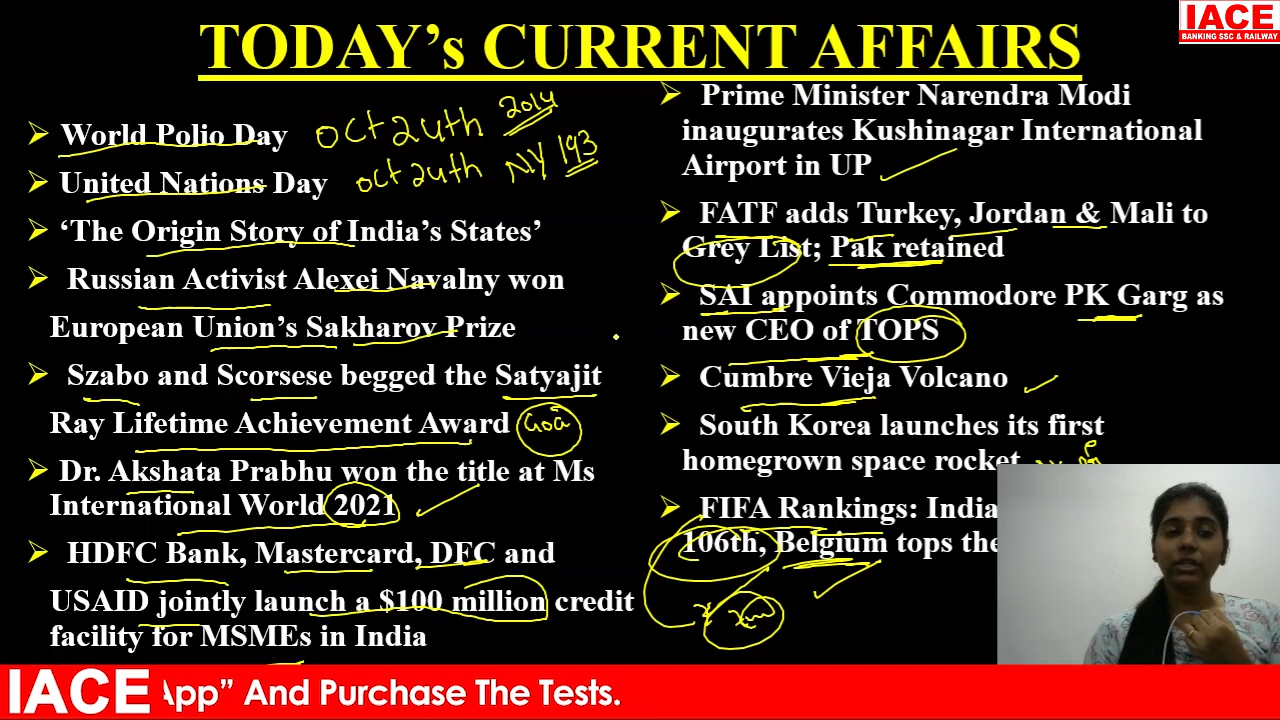 TODAY's CURRENT AFFAIRS
IACE
BANKING SSC & RAILWAY
➢ World Polio Day Oct 24th 2014
➢ United Nations Day Oct 24th NY 193
➢ 'The Origin Story of India's States'
➢ Russian Activist Alexei Navalny won
European Union's Sakharov Prize
➢ Szabo and Scorsese begged the Satyajit
Ray Lifetime Achievement Award Goa
➢ Dr. Akshata Prabhu won the title at Ms
International World 2021
➢ HDFC Bank, Mastercard, DFC and
USAID jointly launch a $100 million credit
facility for MSMEs in India
➢ Prime Minister Narendra Modi
inaugurates Kushinagar International
Airport in UP
➢ FATF adds Turkey, Jordan & Mali to
Grey List; Pak retained
➢ SAI appoints Commodore PK Garg as
new CEO of TOPS
➢ Cumbre Vieja Volcano
➢ South Korea launches its first
homegrown space rocket
➢ FIFA Rankings: India
106th, Belgium tops the
IACE App" And Purchase The Tests.